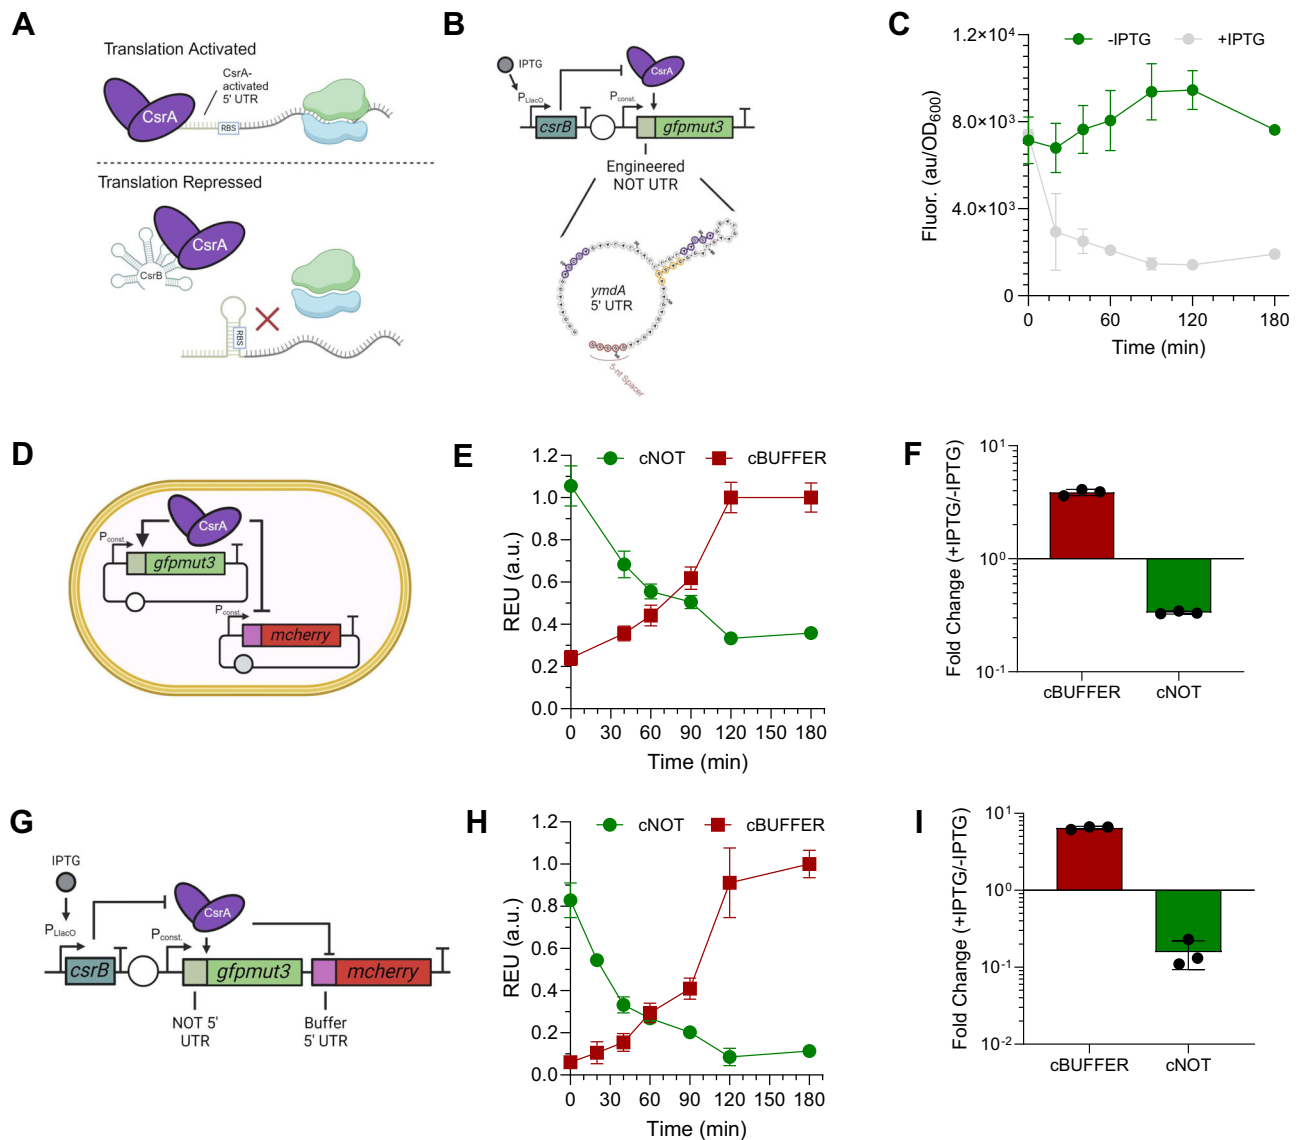 A
Translation Activated
CsrA-
activated
5' UTR
CsrA
RBS
Translation Repressed
CsrA
CsrB
RBS
B
IPTG
PLlacO
Pconst.
CsrA
csrB
gfpmut3
Engineered
NOT UTR
ymdA
5' UTR
5-nt Spacer
C
-IPTG
+IPTG
1.2×10⁴
8.0×10³
4.0×10³
0
Fluor. (au/OD₆₀₀)
0
60
120
180
Time (min)
D
CsrA
Pconst.
gfpmut3
Pconst.
mcherry
E
cNOT
cBUFFER
1.2
1.0
0.8
0.6
0.4
0.2
0.0
REU (a.u.)
0
30
60
90
120
150
180
Time (min)
F
Fold Change (+IPTG/-IPTG)
10¹
10⁰
10⁻¹
cBUFFER
cNOT
G
IPTG
PLlacO
Pconst.
CsrA
csrB
gfpmut3
mcherry
NOT 5'
UTR
Buffer
5' UTR
H
cNOT
cBUFFER
1.2
1.0
0.8
0.6
0.4
0.2
0.0
REU (a.u.)
0
30
60
90
120
150
180
Time (min)
I
Fold Change (+IPTG/-IPTG)
10¹
10⁰
10⁻¹
10⁻²
cBUFFER
cNOT